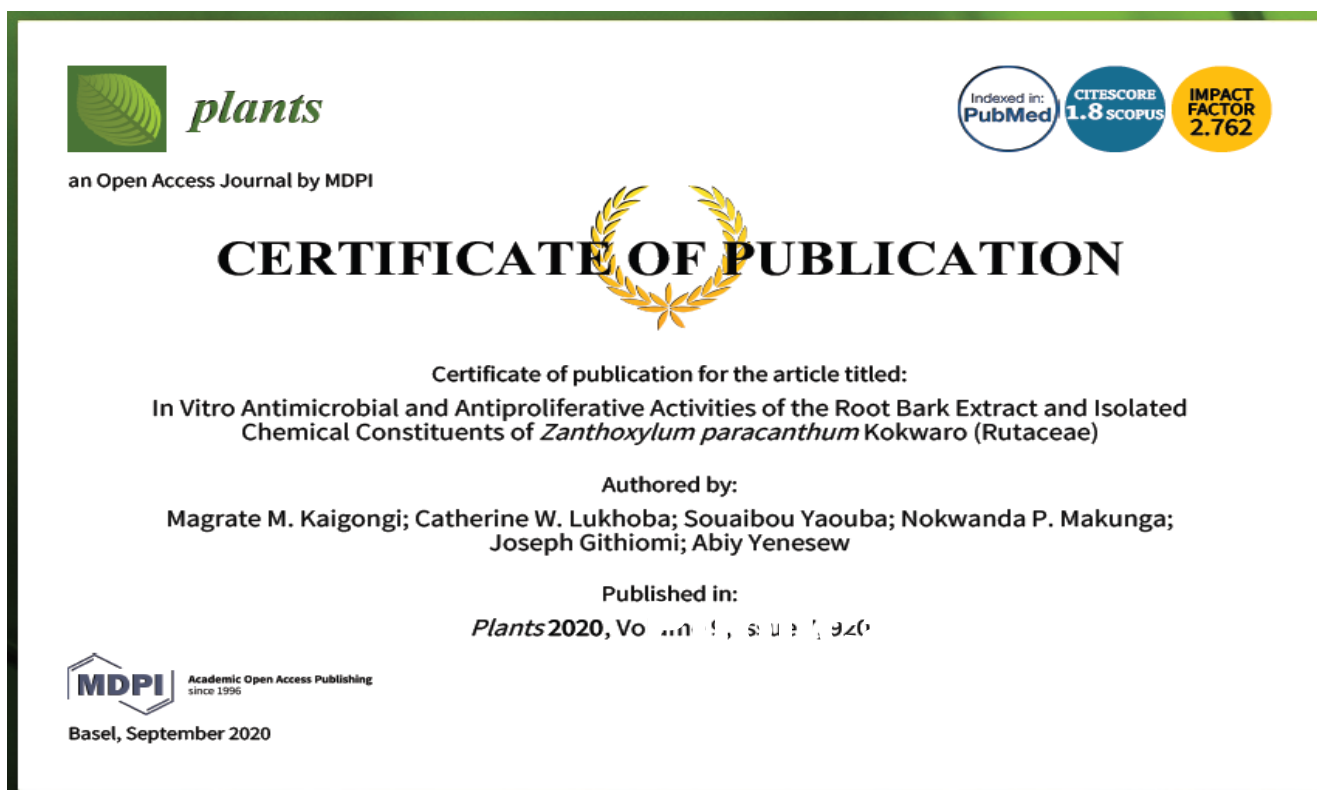 plants
Indexed in:
PubMed
CITESCORE
1.8 SCOPUS
IMPACT
FACTOR
2.762
an Open Access Journal by MDPI
CERTIFICATE OF PUBLICATION
Certificate of publication for the article titled:
In Vitro Antimicrobial and Antiproliferative Activities of the Root Bark Extract and Isolated
Chemical Constituents of Zanthoxylum paracanthum Kokwaro (Rutaceae)
Authored by:
Magrate M. Kaigongi; Catherine W. Lukhoba; Souaibou Yaouba; Nokwanda P. Makunga;
Joseph Githiomi; Abiy Yenesew
Published in:
Plants 2020,
MDPI
Academic Open Access Publishing
since 1996
Basel, September 2020